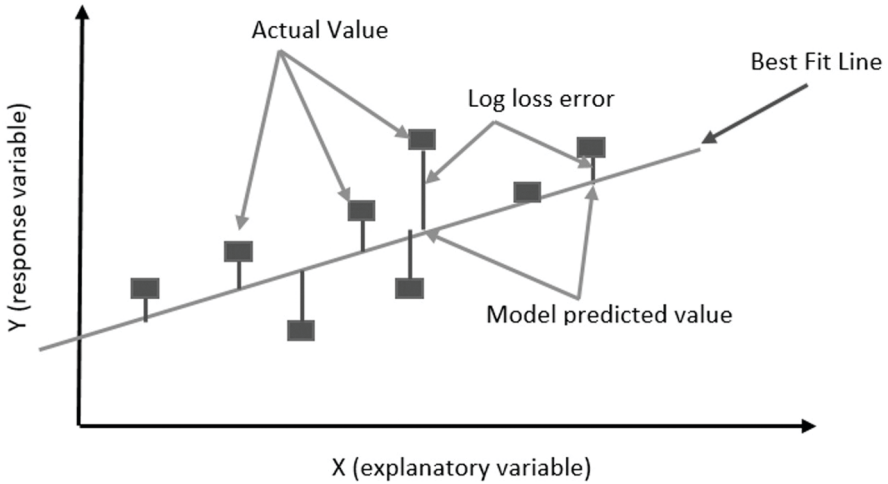 Actual Value
Best Fit Line
Log loss error
Y (response variable)
Model predicted value
X (explanatory variable)